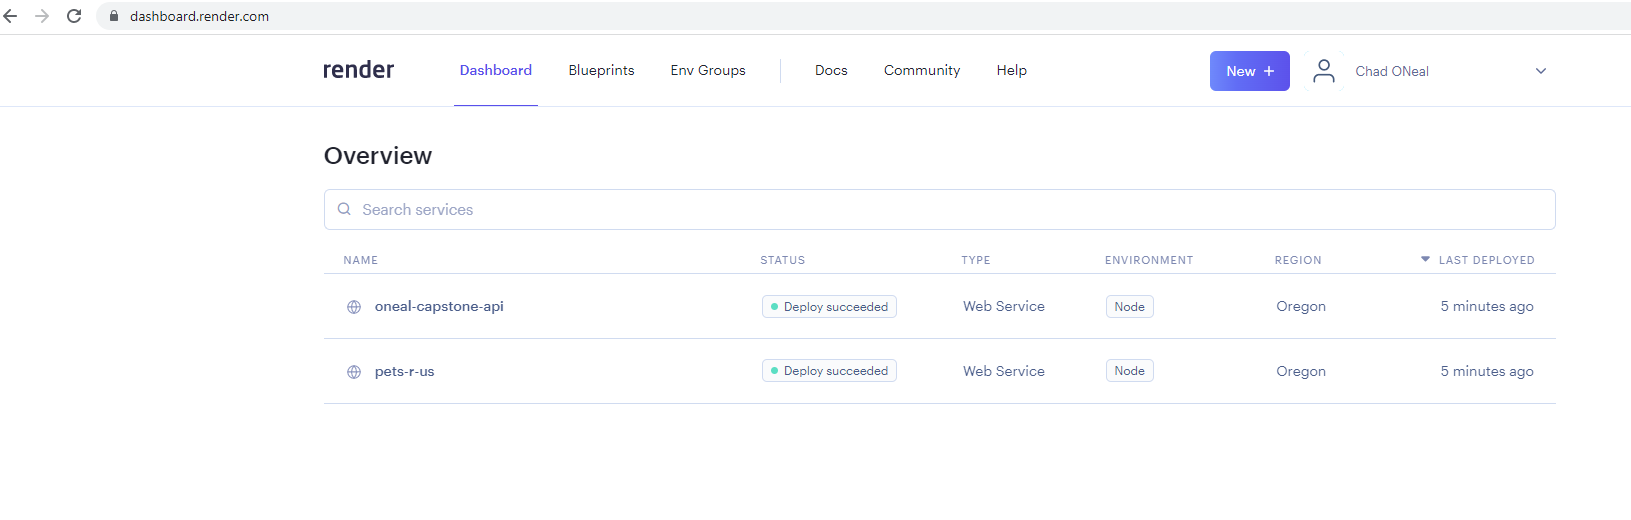 dashboard.render.com
render Dashboard Blueprints Env Groups Docs Community Help New + Chad ONeal
Overview
Search services
NAME STATUS TYPE ENVIRONMENT REGION LAST DEPLOYED
oneal-capstone-api Deploy succeeded Web Service Node Oregon 5 minutes ago
pets-r-us Deploy succeeded Web Service Node Oregon 5 minutes ago